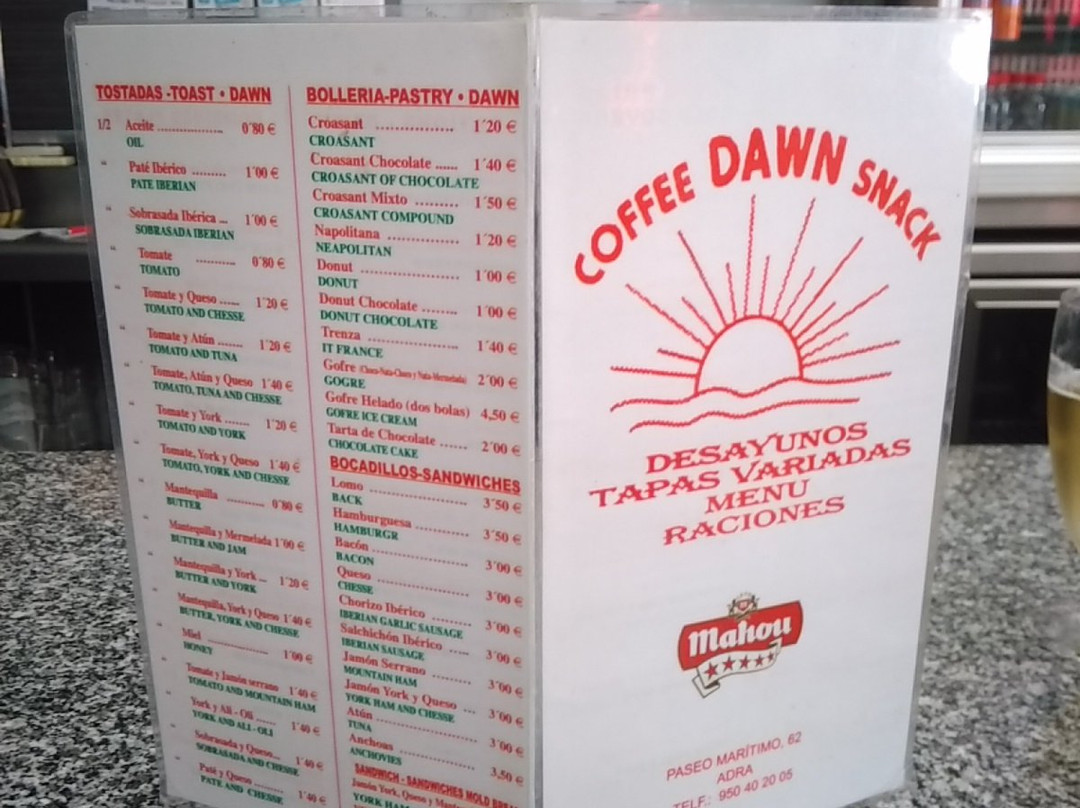 TOSTADAS -TOAST • DAWN
1/2 Aceite .................. 0'80 €
OIL
" Paté Ibérico ......... 1'00 €
PATE IBERIAN
" Sobrasada Ibérica ... 1'00 €
SOBRASADA IBERIAN
" Tomate .......... 0'80 €
TOMATO
" Tomate y Queso ...... 1'20 €
TOMATO AND CHESSE
" Tomate y Atún ........ 1'20 €
TOMATO AND TUNA
" Tomate, Atún y Queso 1'40 €
TOMATO, TUNA AND CHESSE
" Tomate y York ....... 1'20 €
TOMATO AND YORK
" Tomate, York y Queso 1'40 €
TOMATO, YORK AND CHESSE
" Mantequilla ........... 0'80 €
BUTTER
" Mantequilla y Mermelada 1'00 €
BUTTER AND JAM
" Mantequilla y York ... 1'20 €
BUTTER AND YORK
" Mantequilla, York y Queso 1'40 €
BUTTER, YORK AND CHESSE
" Miel .................. 1'00 €
HONEY
" Tomate y Jamón serrano 1'40 €
TOMATO AND MOUNTAIN HAM
" York y Ali - Oli ...... 1'40 €
YORK AND ALI - OLI
" Sobrasada y Queso... 1'40 €
SOBRASADA AND CHESSE
" Paté y Queso ........ 1'40 €
PATE AND CHESSE
BOLLERIA-PASTRY • DAWN
Croasant .................. 1'20 €
CROASANT
Croasant Chocolate ...... 1'40 €
CROASANT OF CHOCOLATE
Croasant Mixto .......... 1'50 €
CROASANT COMPOUND
Napolitana ................ 1'20 €
NEAPOLITAN
Donut ...................... 1'00 €
DONUT
Donut Chocolate ........ 1'00 €
DONUT CHOCOLATE
Trenza ..................... 1'40 €
IT FRANCE
Gofre (Choco-Nata-Choco y Nata-Mermelada) 2'00 €
GOGRE
Gofre Helado (dos bolas) 4,50 €
GOFRE ICE CREAM
Tarta de Chocolate ...... 2'00 €
CHOCOLATE CAKE
BOCADILLOS-SANDWICHES
Lomo ...................... 3'50 €
BACK
Hamburguesa ............ 3'50 €
HAMBURGR
Bacón ..................... 3'00 €
BACON
Queso ..................... 3'00 €
CHESSE
Chorizo Ibérico ......... 3'00 €
IBERIAN GARLIC SAUSAGE
Salchichón Ibérico ..... 3'00 €
IBERIAN SAUSAGE
Jamón Serrano ......... 3'00 €
MOUNTAIN HAM
Jamón York y Queso ... 3'00 €
YORK HAM AND CHESSE
Atún ....................... 3'00 €
TUNA
Anchoas .................. 3,50 €
ANCHOVIES
SANDWICH - SANDWICHES MOLD
Jamón York, Queso y
YORK
COFFEE DAWN SNACK
DESAYUNOS
TAPAS VARIADAS
MENU
RACIONES
Mahou
PASEO MARÍTIMO, 62
ADRA
TELF.: 950 40 20 05